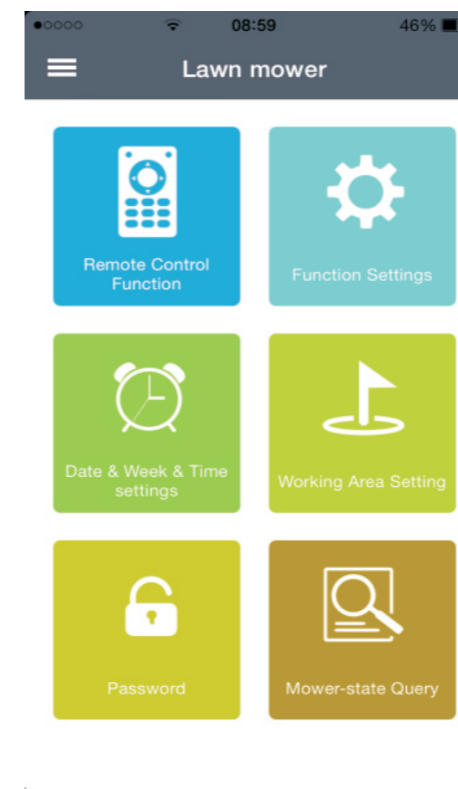 08:59
46%
Lawn mower
Remote Control
Function
Function Settings
Date & Week & Time
settings
Working Area Setting
Password
Mower-state Query